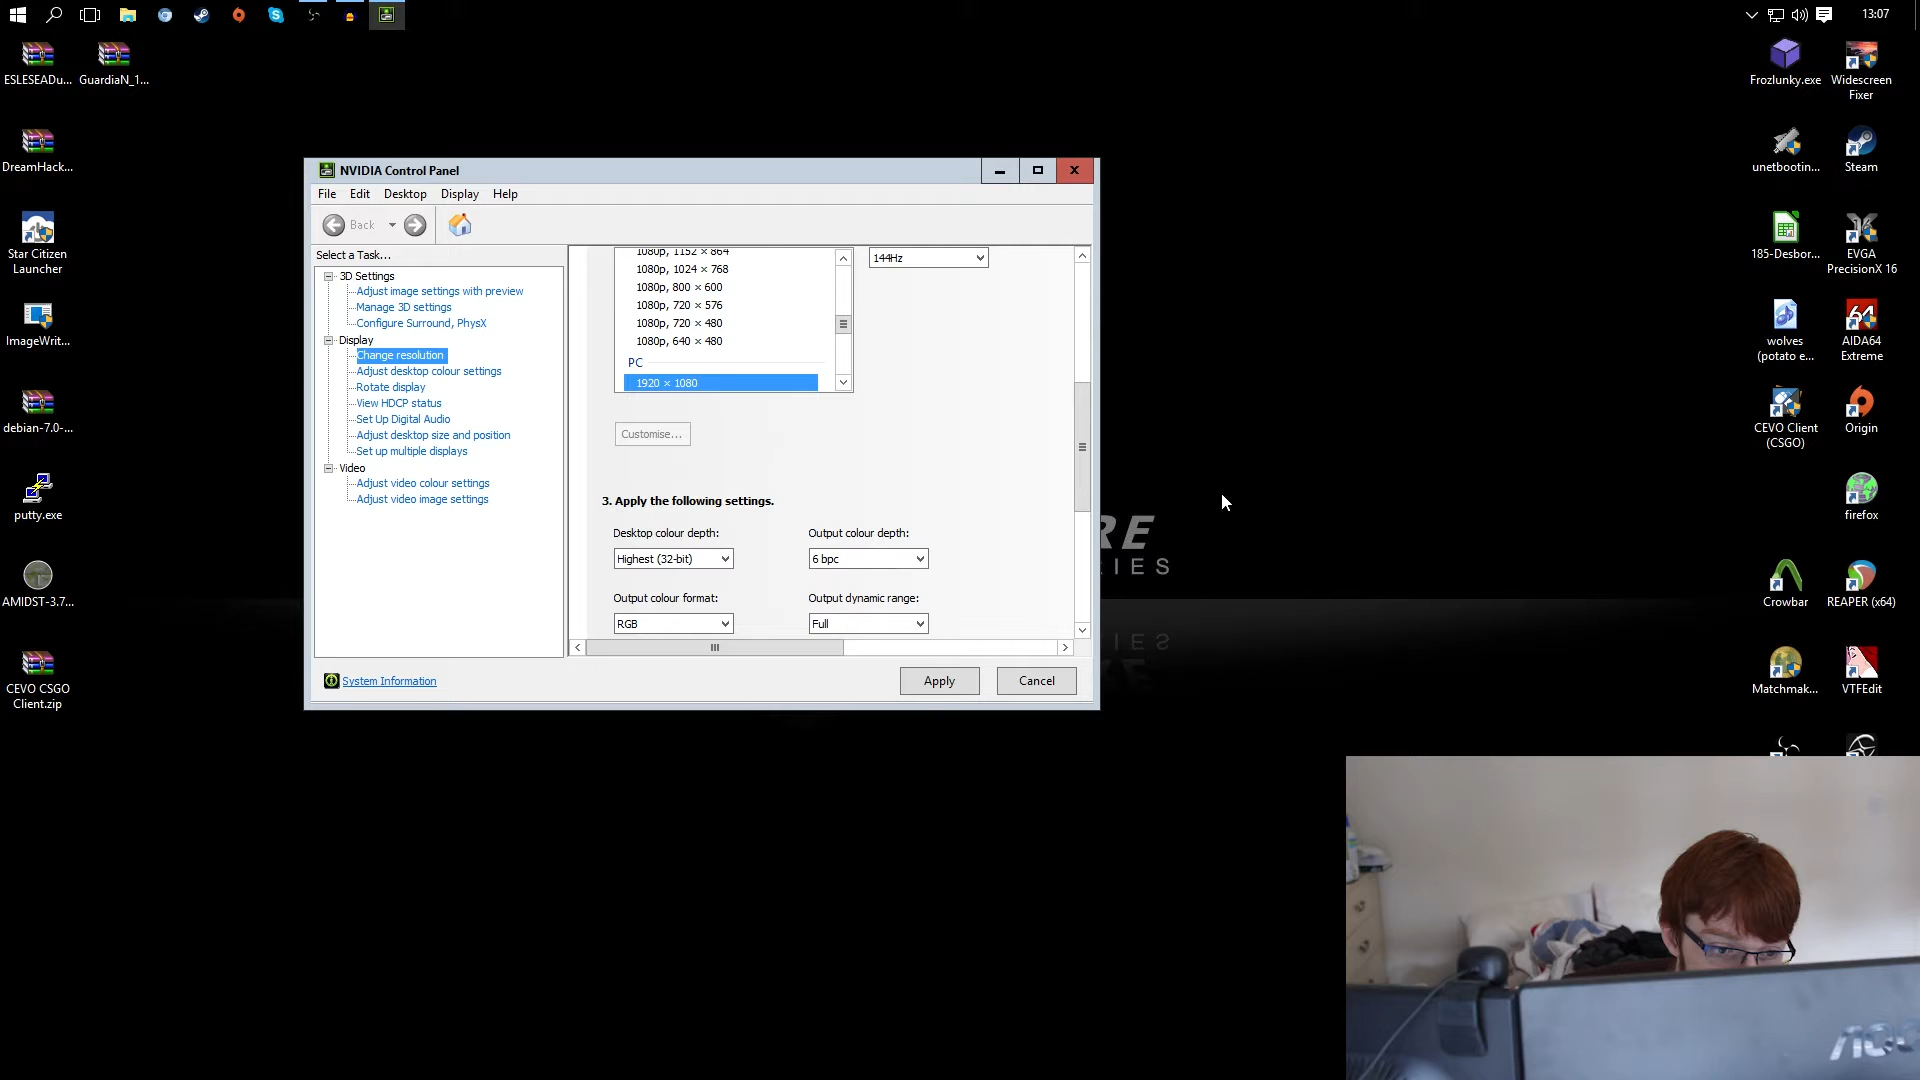 13:07
ESLESEADu...
GuardiaN_1...
DreamHack...
Star Citizen
Launcher
ImageWrit...
debian-7.0-...
putty.exe
AMIDST-3.7...
CEVO CSGO
Client.zip
NVIDIA Control Panel
File Edit Desktop Display Help
Back
Select a Task...
3D Settings
Adjust image settings with preview
Manage 3D settings
Configure Surround, PhysX
Display
Change resolution
Adjust desktop colour settings
Rotate display
View HDCP status
Set Up Digital Audio
Adjust desktop size and position
Set up multiple displays
Video
Adjust video colour settings
Adjust video image settings
1080p, 1152 × 864
1080p, 1024 × 768
1080p, 800 × 600
1080p, 720 × 576
1080p, 720 × 480
1080p, 640 × 480
PC
1920 × 1080
144Hz
Customise...
3. Apply the following settings.
Desktop colour depth:
Output colour depth:
Highest (32-bit)
6 bpc
Output colour format:
Output dynamic range:
RGB
Full
System Information
Apply
Cancel
RE
IES
Frozlunky.exe
Widescreen
Fixer
unetbootin...
Steam
185-Desbor...
EVGA
PrecisionX 16
wolves
(potato e...
64
AIDA64
Extreme
CEVO Client
(CSGO)
Origin
firefox
Crowbar
REAPER (x64)
Matchmak...
VTFEdit
AOC